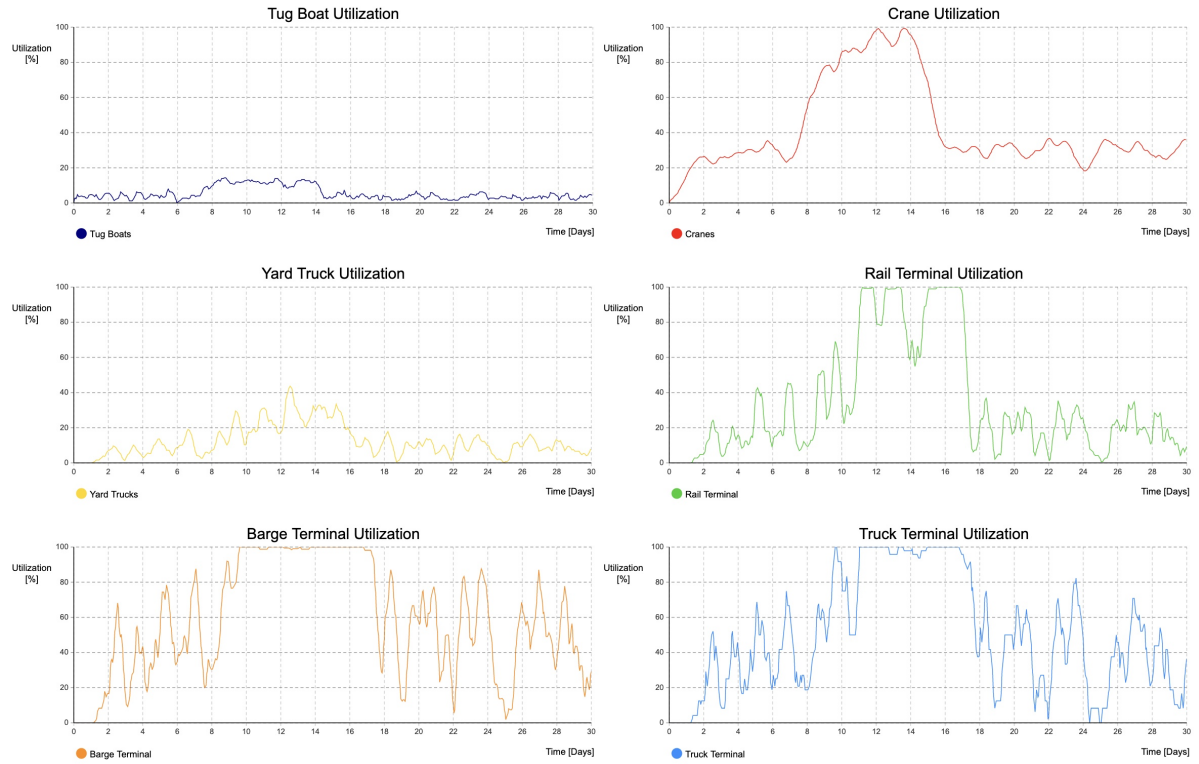 Tug Boat Utilization
Utilization
[%]
100
80
60
40
20
0
0 2 4 6 8 10 12 14 16 18 20 22 24 26 28 30
Time [Days]
Tug Boats
Crane Utilization
Utilization
[%]
100
80
60
40
20
0
0 2 4 6 8 10 12 14 16 18 20 22 24 26 28 30
Time [Days]
Cranes
Yard Truck Utilization
Utilization
[%]
100
80
60
40
20
0
0 2 4 6 8 10 12 14 16 18 20 22 24 26 28 30
Time [Days]
Yard Trucks
Rail Terminal Utilization
Utilization
[%]
100
80
60
40
20
0
0 2 4 6 8 10 12 14 16 18 20 22 24 26 28 30
Time [Days]
Rail Terminal
Barge Terminal Utilization
Utilization
[%]
100
80
60
40
20
0
0 2 4 6 8 10 12 14 16 18 20 22 24 26 28 30
Time [Days]
Barge Terminal
Truck Terminal Utilization
Utilization
[%]
100
80
60
40
20
0
0 2 4 6 8 10 12 14 16 18 20 22 24 26 28 30
Time [Days]
Truck Terminal